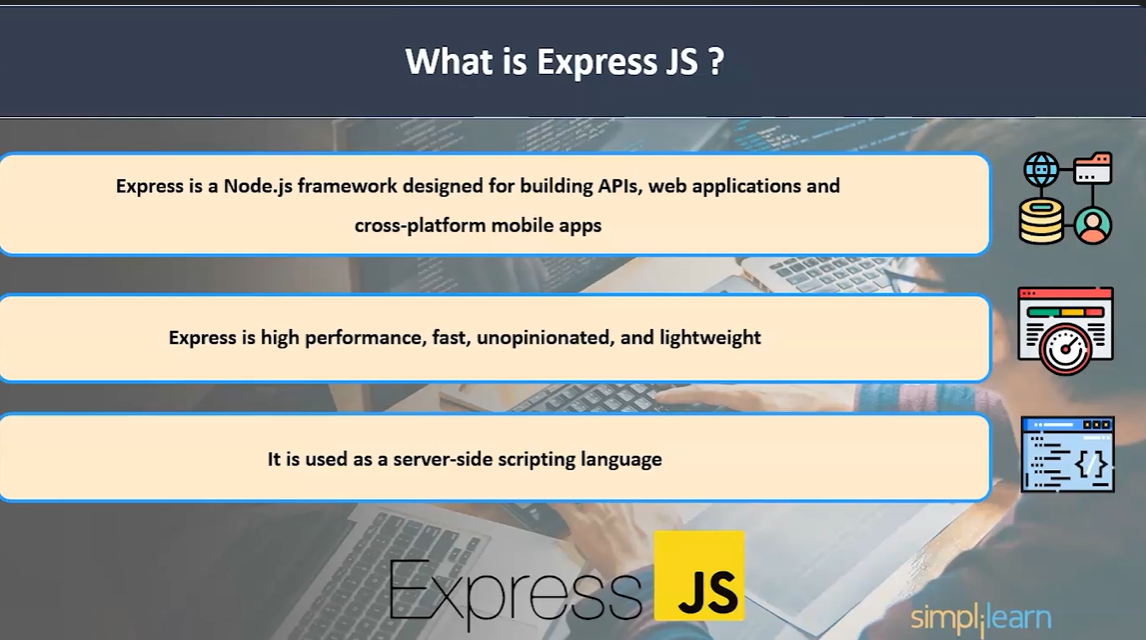 What is Express JS ?
Express is a Node.js framework designed for building APIs, web applications and
cross-platform mobile apps
Express is high performance, fast, unopinionated, and lightweight
It is used as a server-side scripting language
Express JS
simplilearn